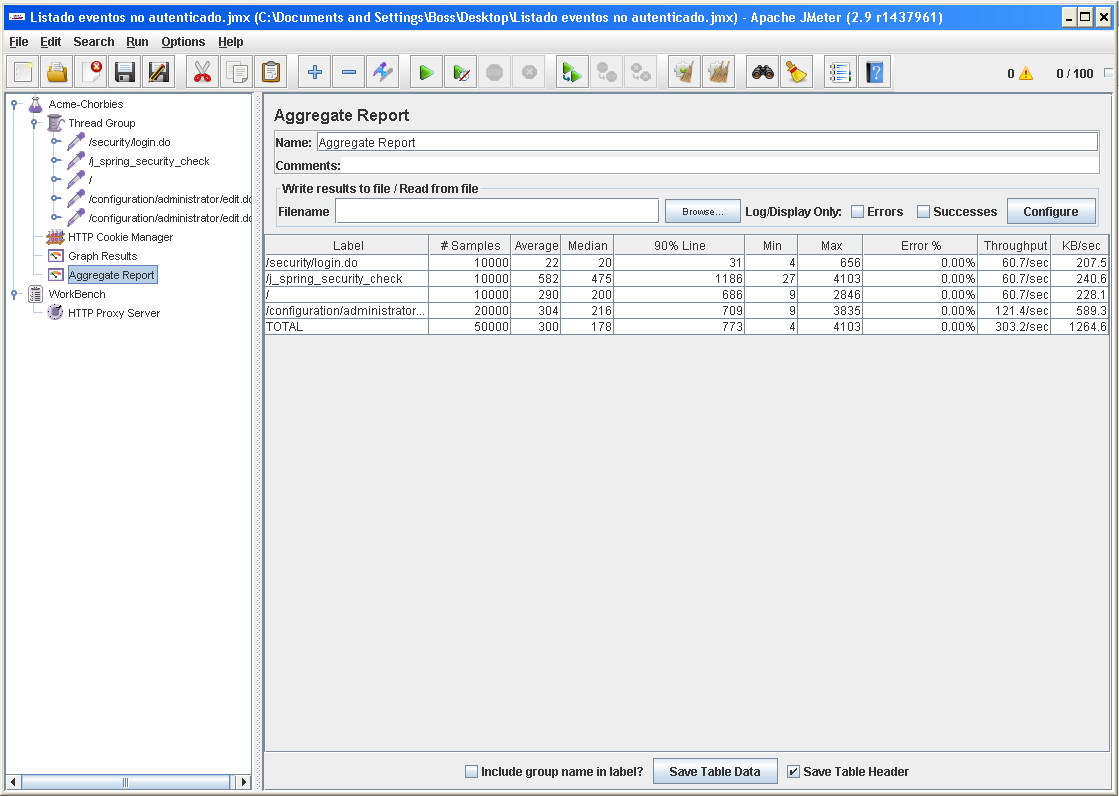 Listado eventos no autenticado.jmx (C:\Documents and Settings\Boss\Desktop\Listado eventos no autenticado.jmx) - Apache JMeter (2.9 r1437961)
File Edit Search Run Options Help
0 0 / 100
Acme-Chorbies
Thread Group
/security/login.do
/j_spring_security_check
/
/configuration/administrator/edit.do
/configuration/administrator/edit.do
HTTP Cookie Manager
Graph Results
Aggregate Report
WorkBench
HTTP Proxy Server
Aggregate Report
Name: Aggregate Report
Comments:
Write results to file / Read from file
Filename Browse... Log/Display Only: Errors Successes Configure
Label # Samples Average Median 90% Line Min Max Error % Throughput KB/sec
/security/login.do 10000 22 20 31 4 656 0.00% 60.7/sec 207.5
/j_spring_security_check 10000 582 475 1186 27 4103 0.00% 60.7/sec 240.6
/ 10000 290 200 686 9 2846 0.00% 60.7/sec 228.1
/configuration/administrator... 20000 304 216 709 9 3835 0.00% 121.4/sec 589.3
TOTAL 50000 300 178 773 4 4103 0.00% 303.2/sec 1264.6
Include group name in label? Save Table Data Save Table Header